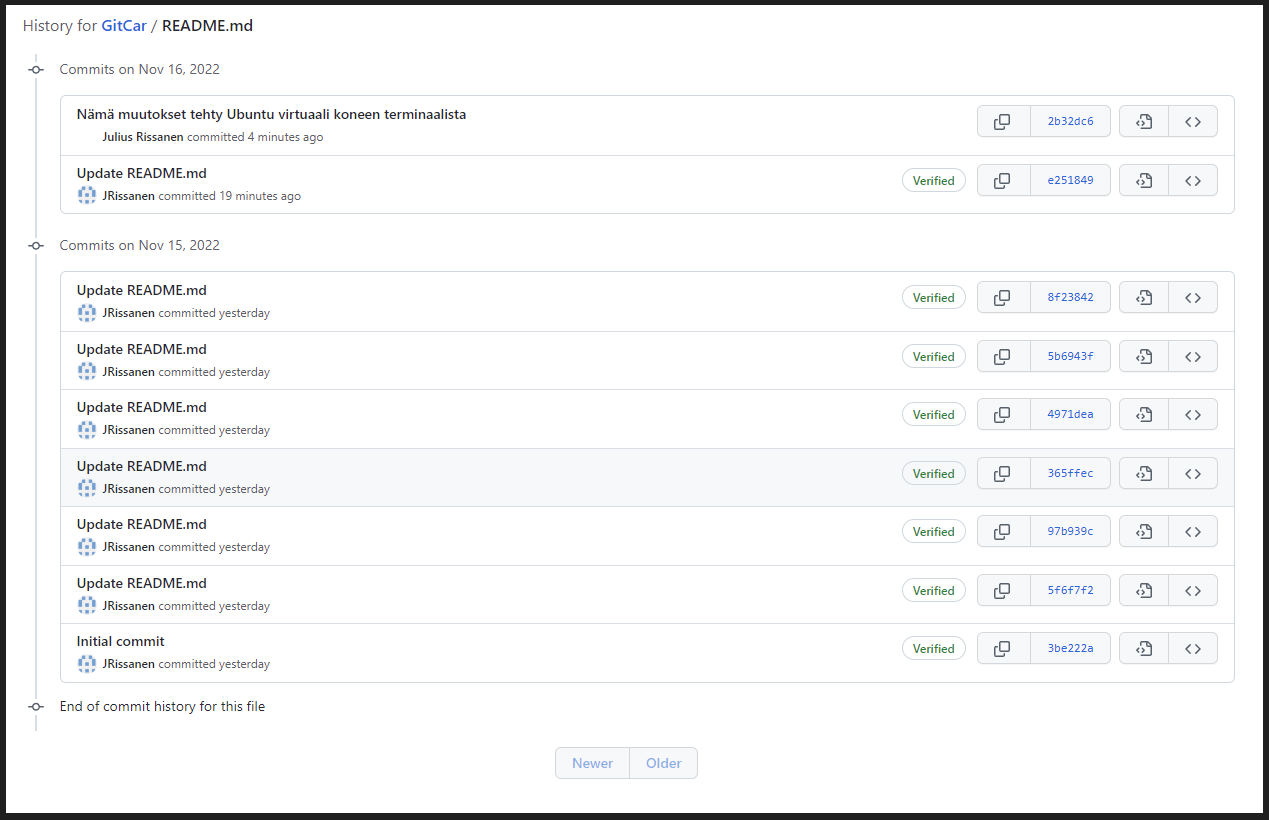 History for GitCar / README.md
Commits on Nov 16, 2022
Nämä muutokset tehty Ubuntu virtuaali koneen terminaalista
Julius Rissanen committed 4 minutes ago
2b32dc6
Update README.md
JRissanen committed 19 minutes ago
Verified
e251849
Commits on Nov 15, 2022
Update README.md
JRissanen committed yesterday
Verified
8f23842
Update README.md
JRissanen committed yesterday
Verified
5b6943f
Update README.md
JRissanen committed yesterday
Verified
4971dea
Update README.md
JRissanen committed yesterday
Verified
365ffec
Update README.md
JRissanen committed yesterday
Verified
97b939c
Update README.md
JRissanen committed yesterday
Verified
5f6f7f2
Initial commit
JRissanen committed yesterday
Verified
3be222a
End of commit history for this file
Newer
Older